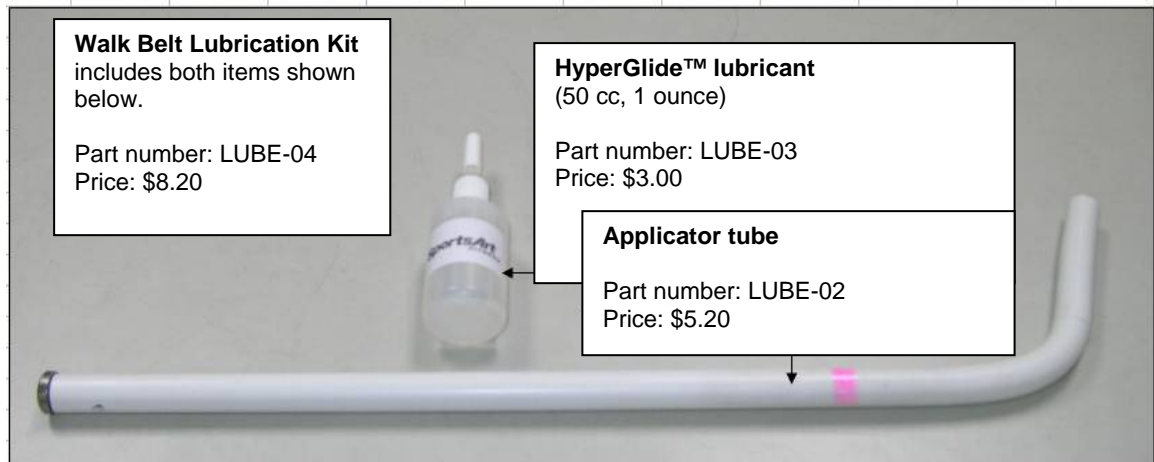 Walk Belt Lubrication Kit
includes both items shown
below.
Part number: LUBE-04
Price: $8.20
HyperGlide™ lubricant
(50 cc, 1 ounce)
Part number: LUBE-03
Price: $3.00
Applicator tube
Part number: LUBE-02
Price: $5.20
SportsArt